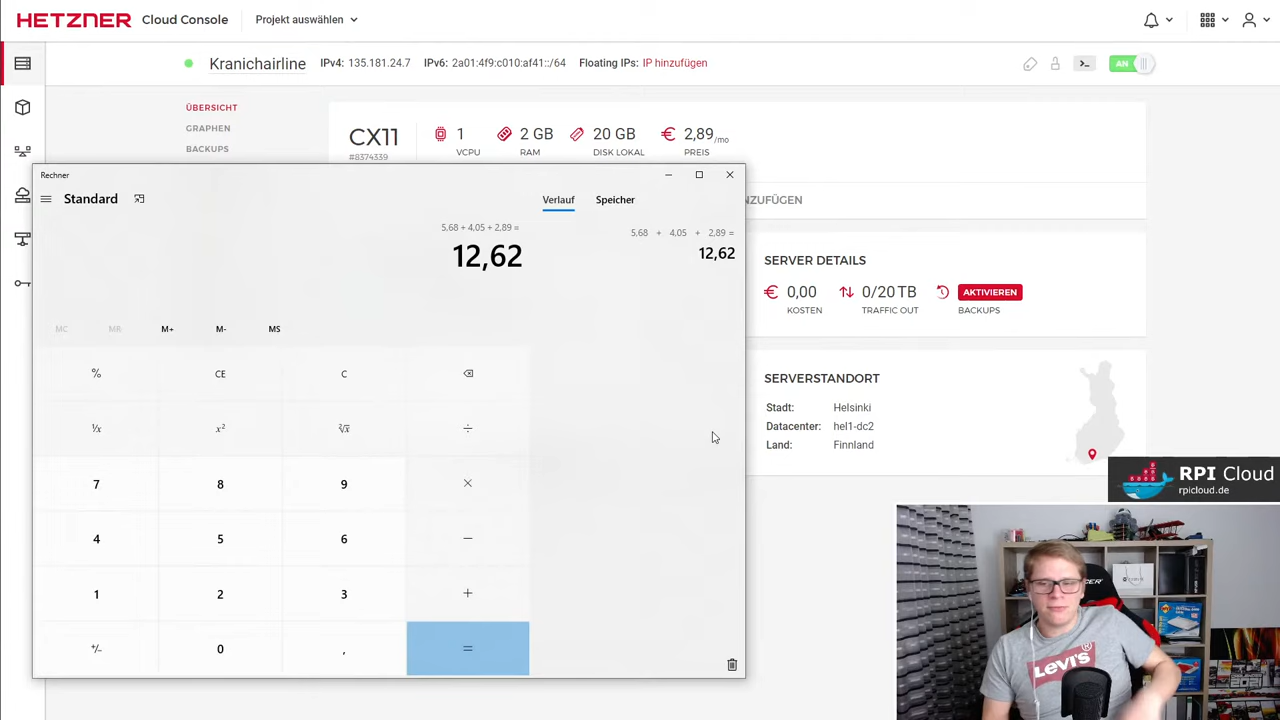 HETZNER Cloud Console Projekt auswählen
Kranichairline IPv4: 135.181.24.7 IPv6: 2a01:4f9:c010:af41::/64 Floating IPs: IP hinzufügen AN
ÜBERSICHT
GRAPHEN
BACKUPS
CX11 1 2 GB 20 GB € 2,89/mo
#8374339 VCPU RAM DISK LOKAL PREIS
NZUFÜGEN
Rechner
Standard
Verlauf Speicher
5,68 + 4,05 + 2,89 =
12,62
5,68 + 4,05 + 2,89 =
12,62
MC MR M+ M- MS
% CE C
⅟x x² ²√x ÷
7 8 9 ×
4 5 6 −
1 2 3 +
+/− 0 , =
SERVER DETAILS
€ 0,00 0/20 TB AKTIVIEREN
KOSTEN TRAFFIC OUT BACKUPS
SERVERSTANDORT
Stadt: Helsinki
Datacenter: hel1-dc2
Land: Finnland
RPI Cloud
rpicloud.de
Levi's